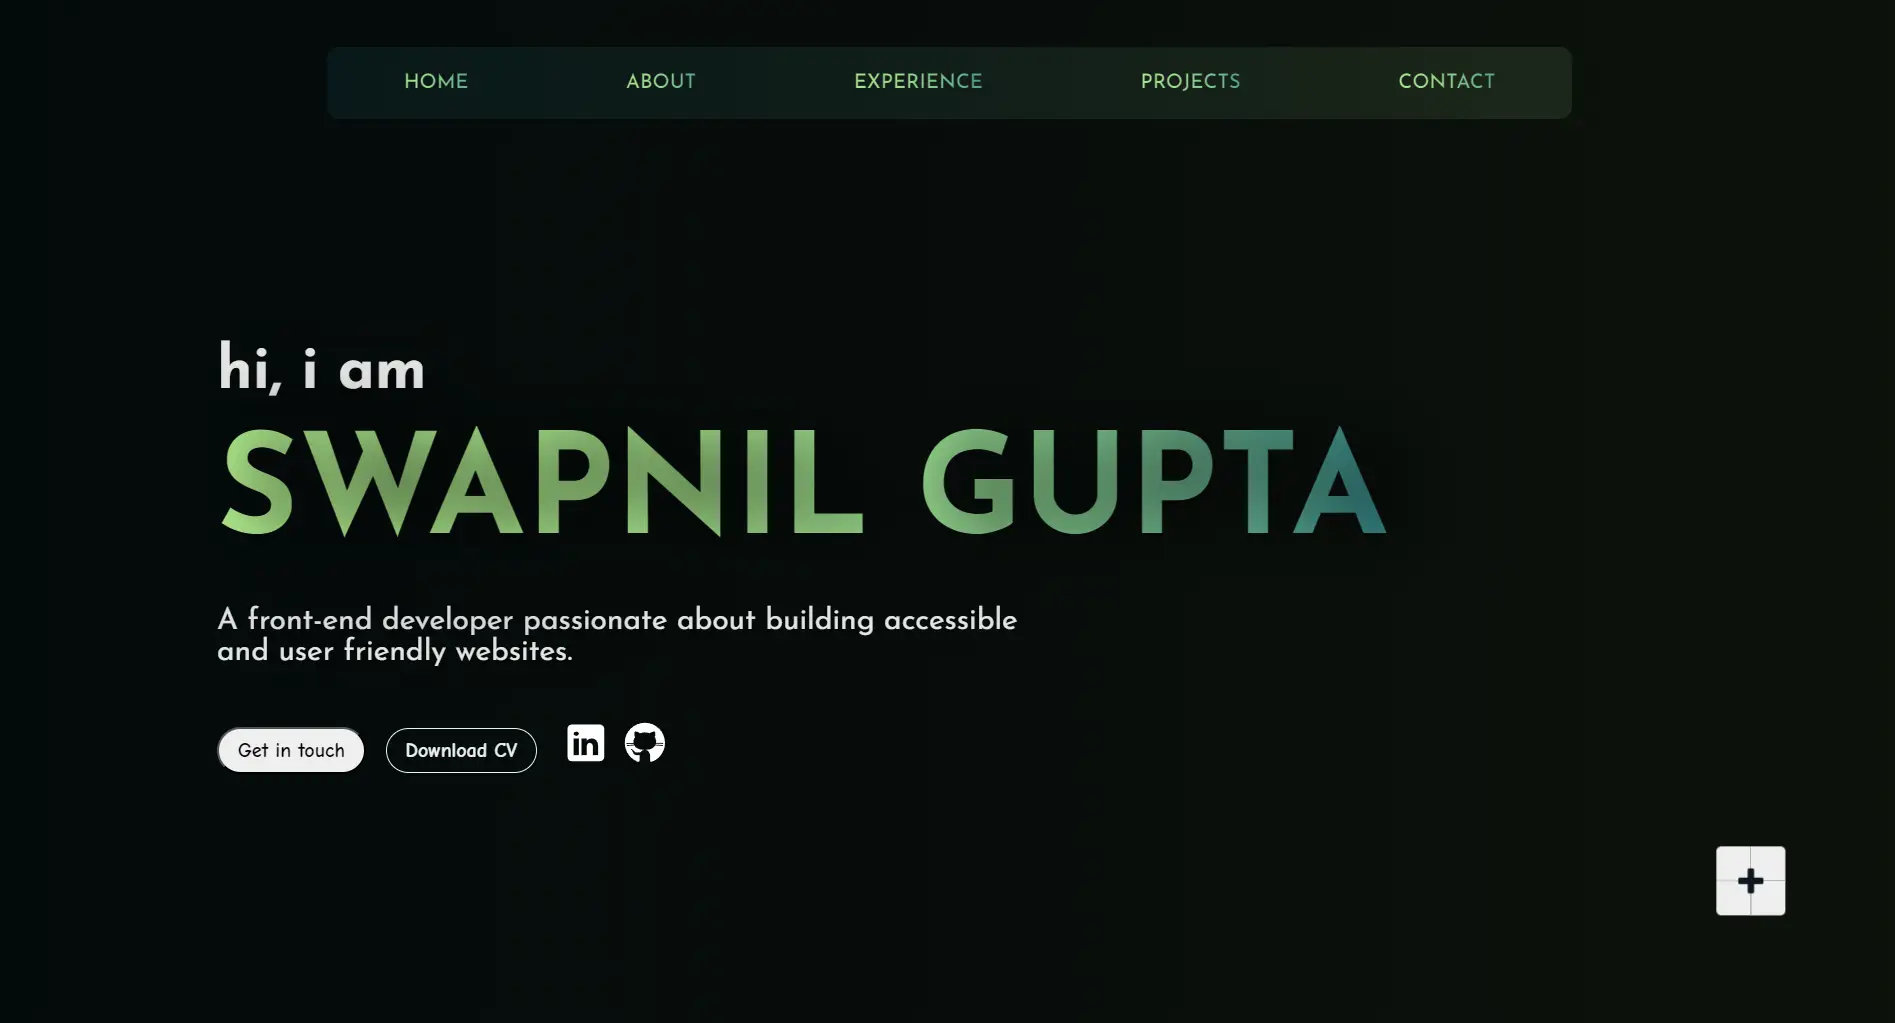 HOME ABOUT EXPERIENCE PROJECTS CONTACT
hi, i am
SWAPNIL GUPTA
A front-end developer passionate about building accessible
and user friendly websites.
Get in touch Download CV in